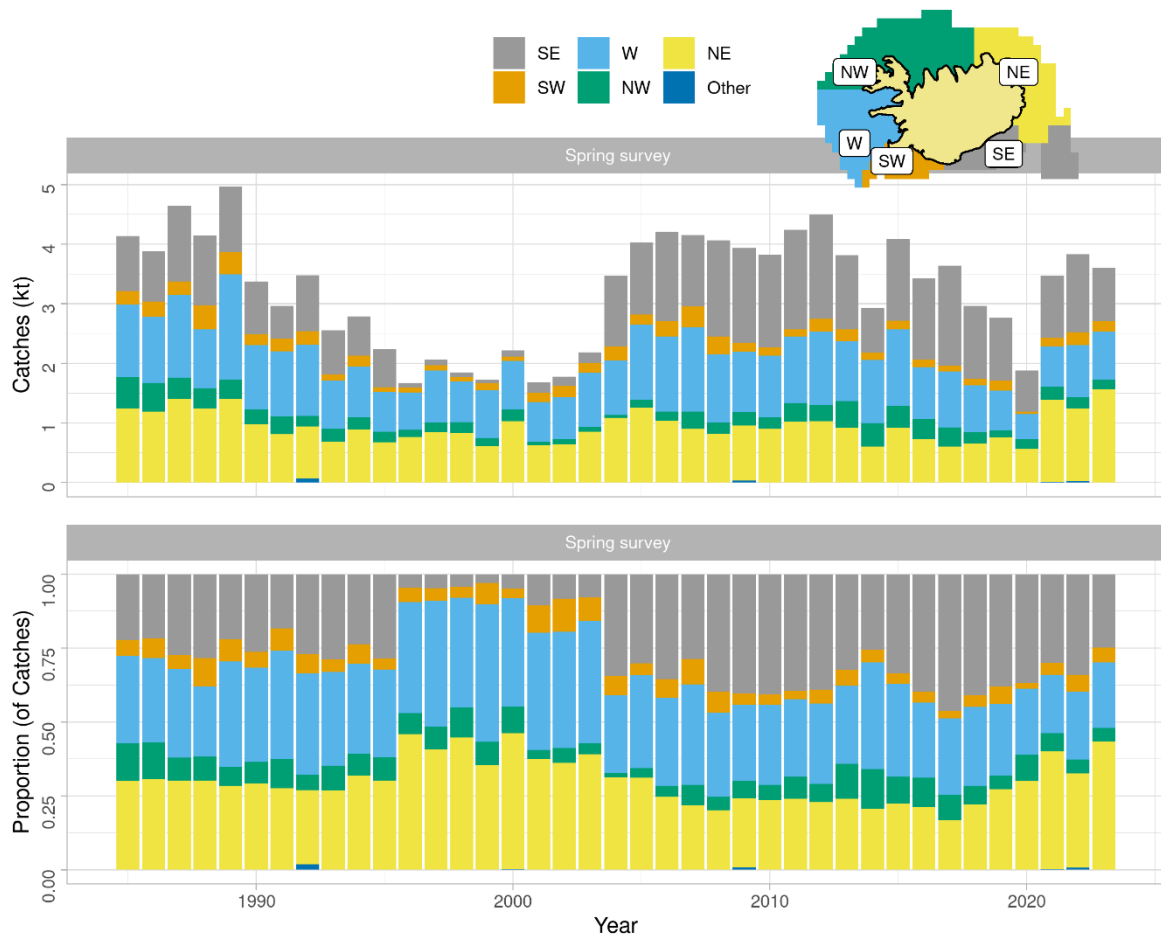 SE W NE
SW NW Other
NW NE
W SW SE
Spring survey
Catches (kt)
5
4
3
2
1
0
Spring survey
Proportion (of Catches)
1.00
0.75
0.50
0.25
0.00
1990 2000 2010 2020
Year